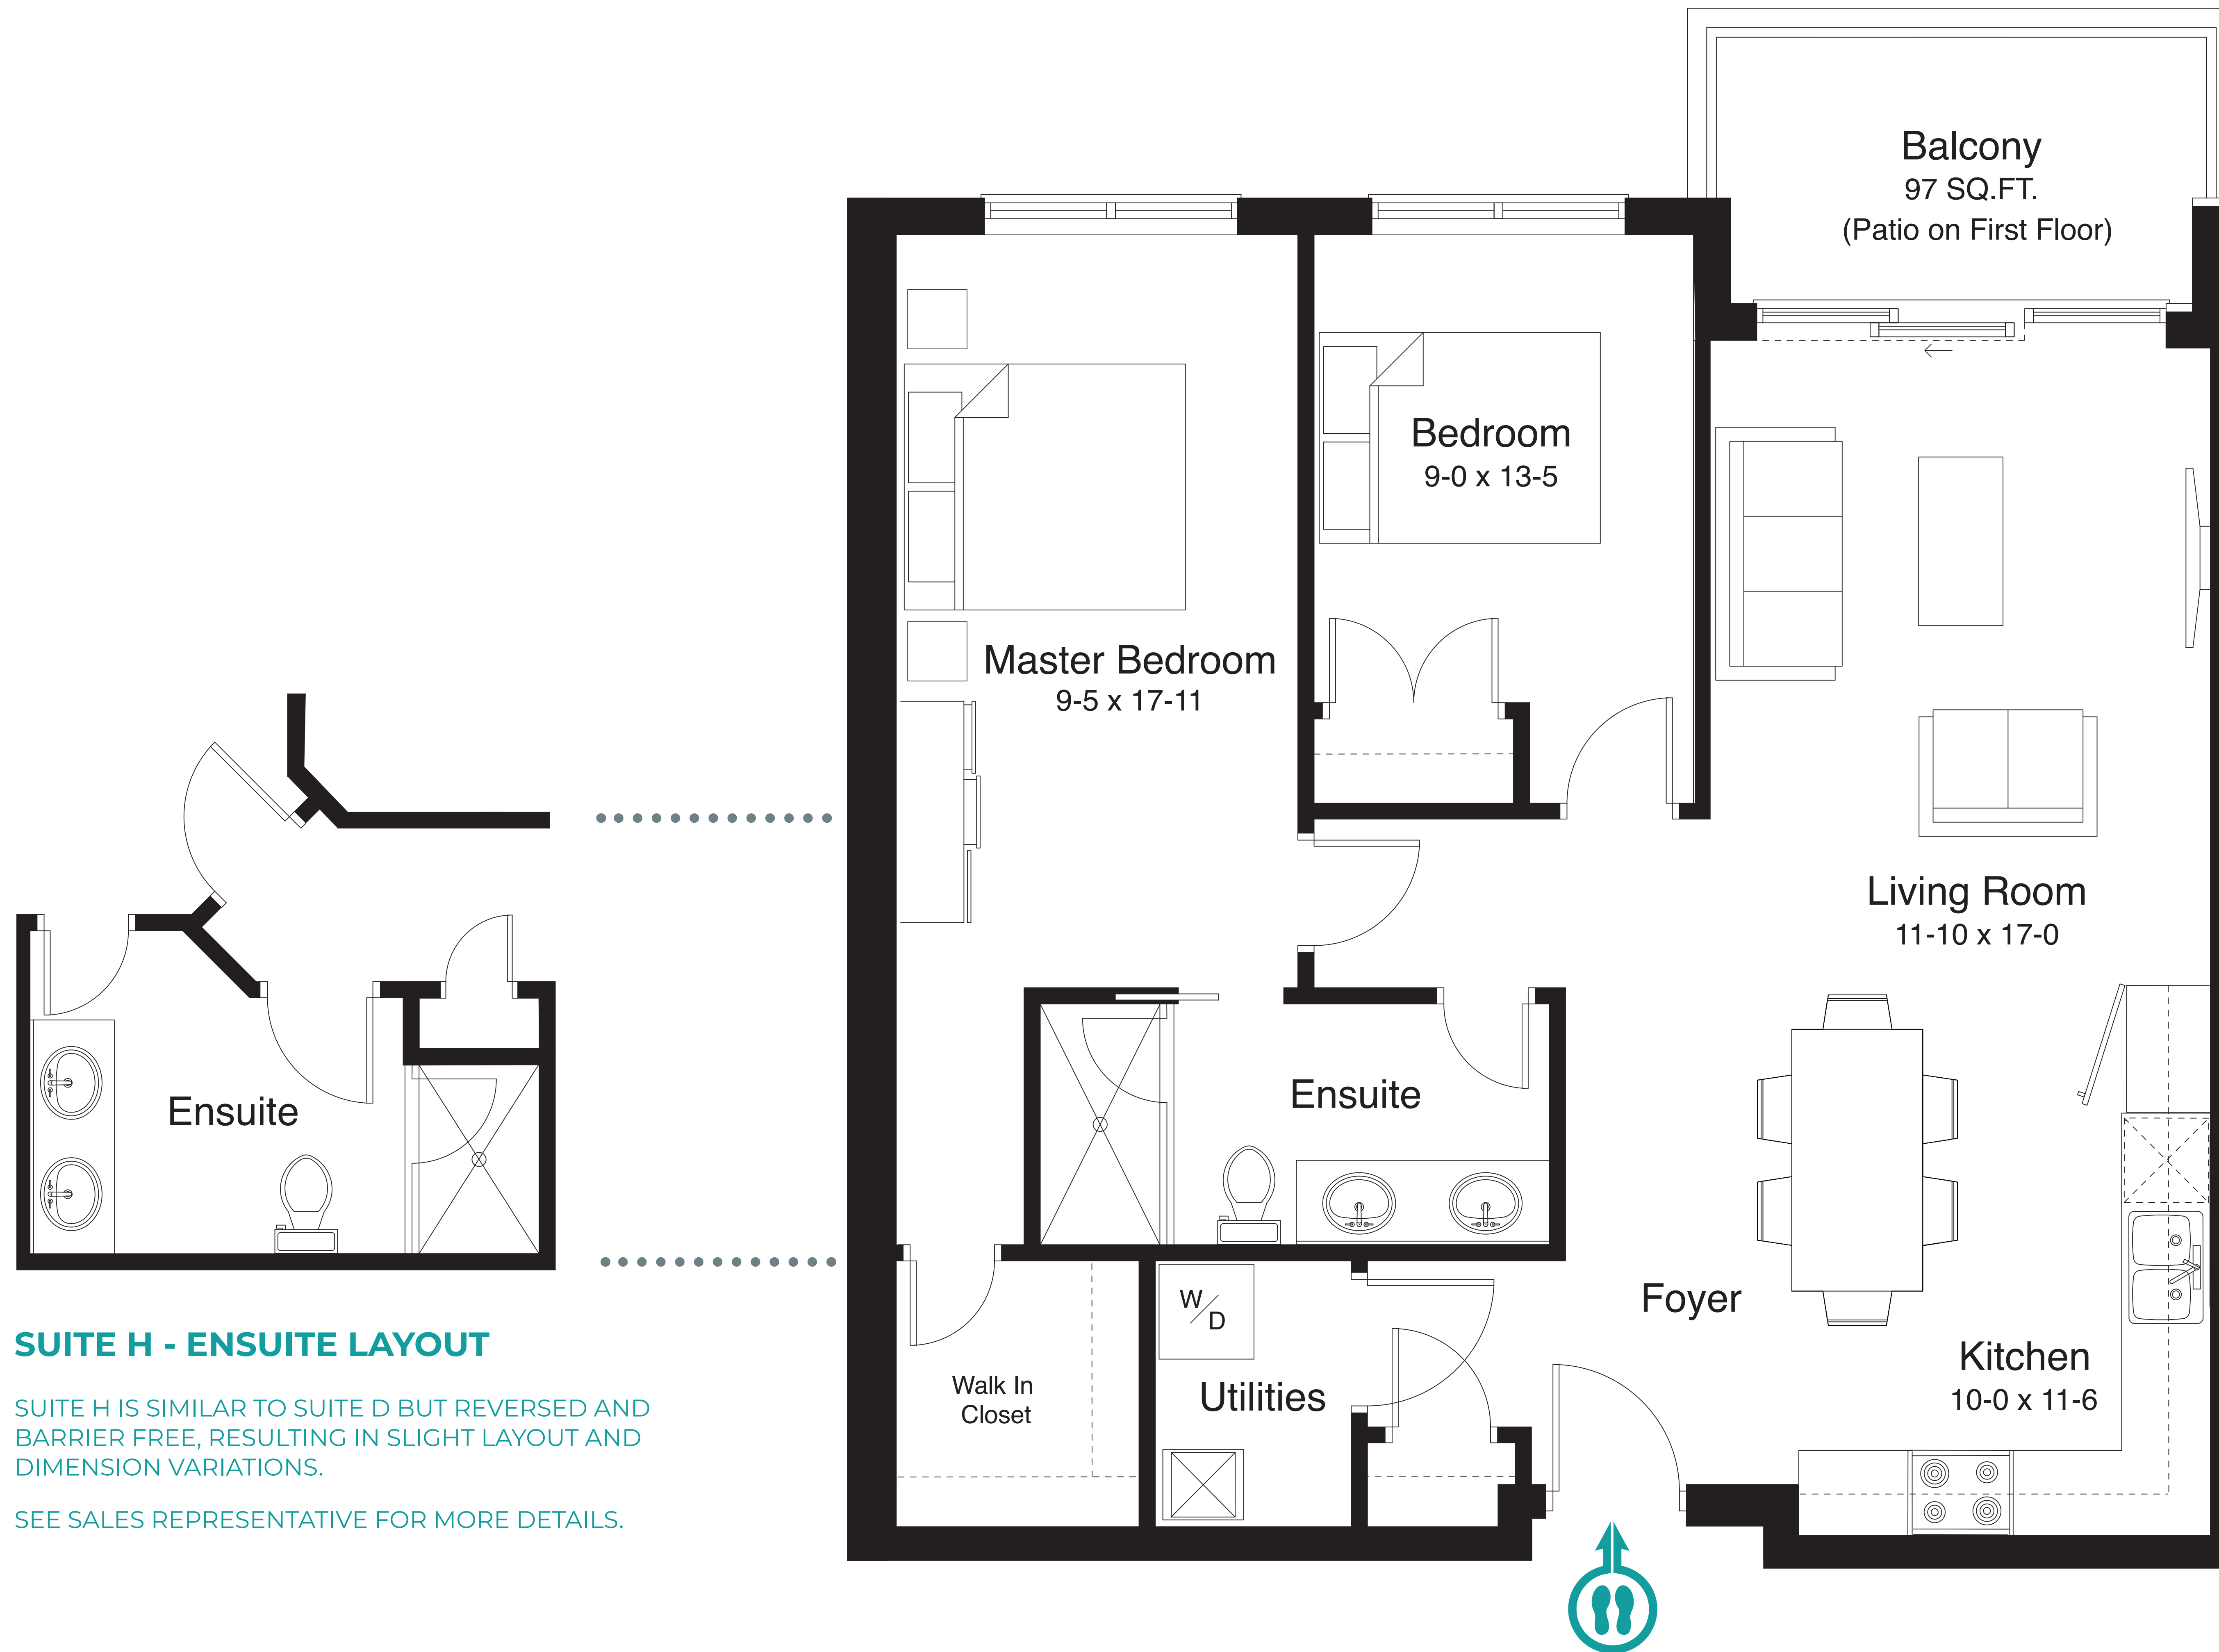 Balcony
97 SQ.FT.
(Patio on First Floor)
Bedroom
9-0 x 13-5
Master Bedroom
9-5 x 17-11
Living Room
11-10 x 17-0
Ensuite
Ensuite
Foyer
W/D
Kitchen
10-0 x 11-6
Walk In
Closet
Utilities
SUITE H - ENSUITE LAYOUT
SUITE H IS SIMILAR TO SUITE D BUT REVERSED AND
BARRIER FREE, RESULTING IN SLIGHT LAYOUT AND
DIMENSION VARIATIONS.
SEE SALES REPRESENTATIVE FOR MORE DETAILS.